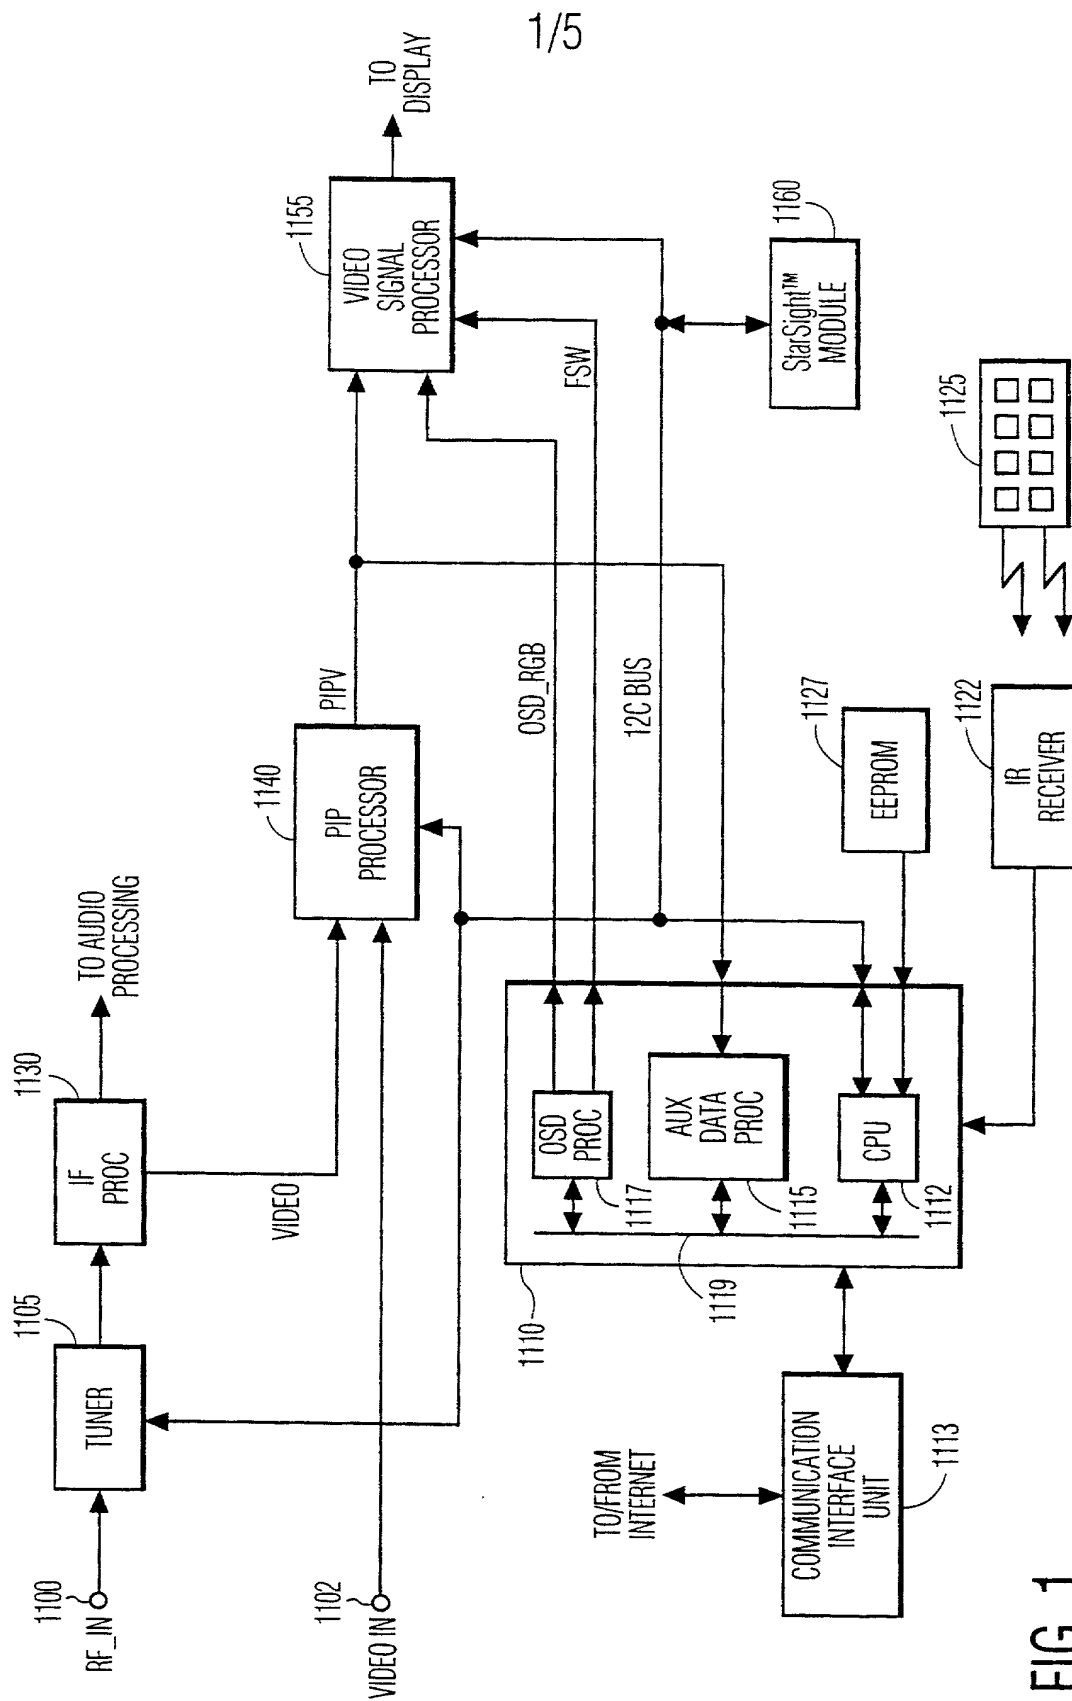 1/5
RF_IN
1100
TUNER
1105
IF
PROC
1130
TO AUDIO
PROCESSING
VIDEO
VIDEO IN
1102
PIP
PROCESSOR
1140
PIPV
VIDEO
SIGNAL
PROCESSOR
1155
TO
DISPLAY
OSD_RGB
FSW
12C BUS
StarSight™
MODULE
1160
1125
EEPROM
1127
IR
RECEIVER
1122
1110
OSD
PROC
1117
AUX
DATA
PROC
1115
CPU
1112
1119
TO/FROM
INTERNET
COMMUNICATION
INTERFACE
UNIT
1113
FIG. 1